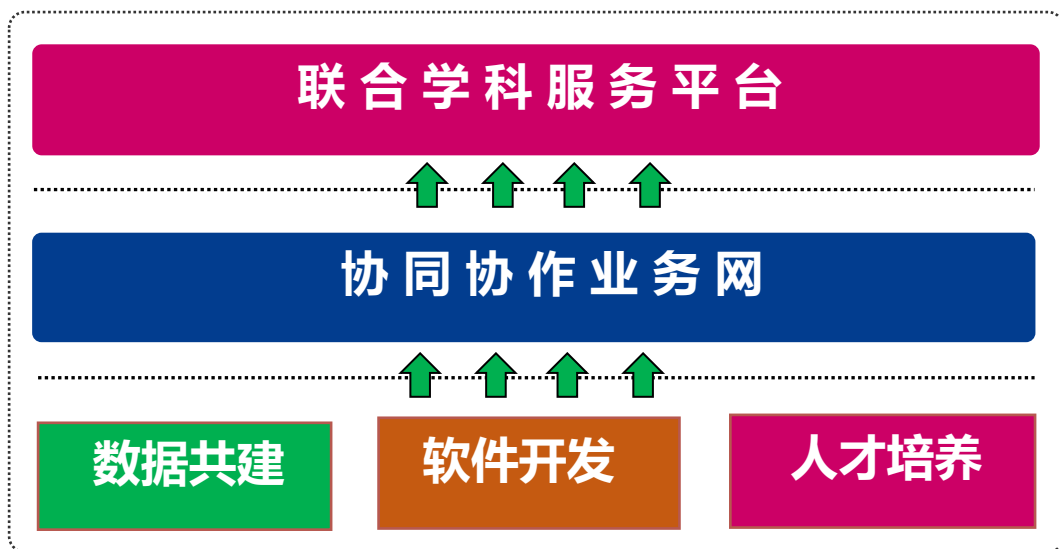 联合学科服务平台
协同协作业务网
数据共建
软件开发
人才培养